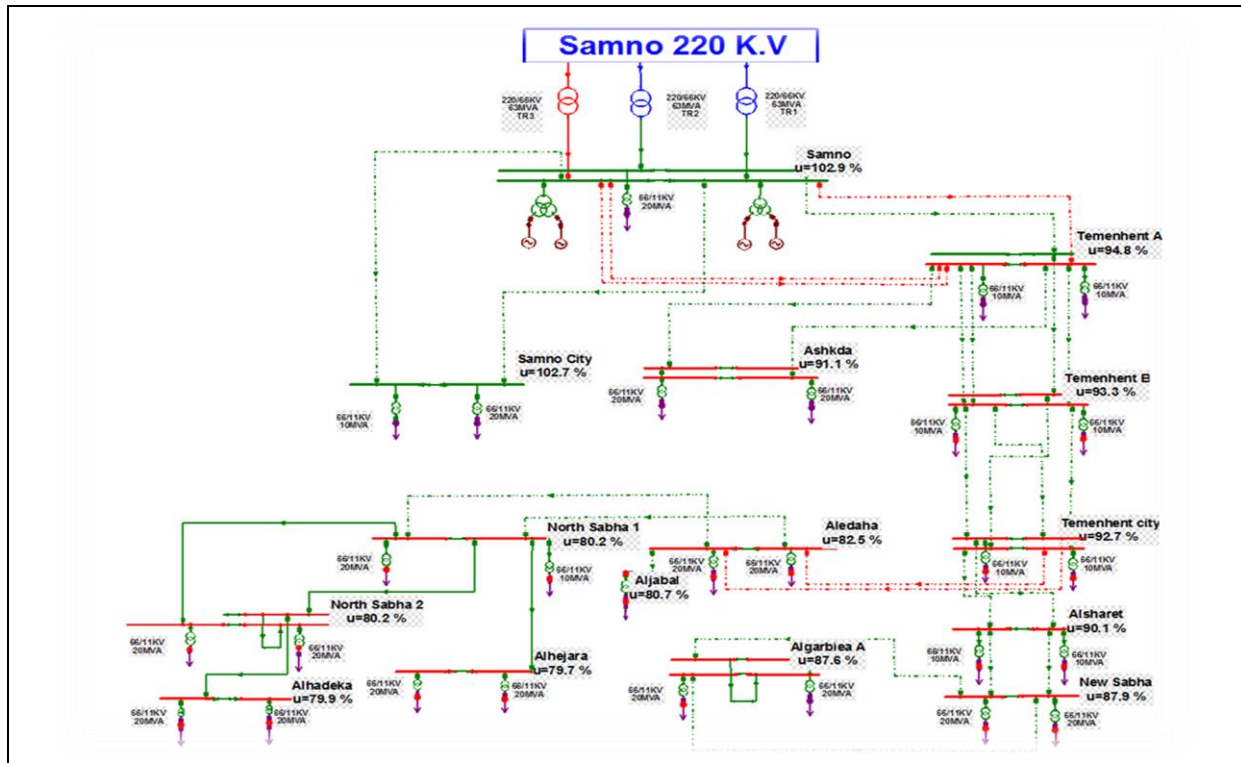 Samno 220 K.V
220/66KV
63MVA
TR3
220/66KV
63MVA
TR2
220/66KV
63MVA
TR1
Samno
u=102.9 %
66/11KV
20MVA
Temenhent A
u=94.8 %
66/11KV
10MVA
66/11KV
10MVA
Samno City
u=102.7 %
66/11KV
10MVA
66/11KV
20MVA
Ashkda
u=91.1 %
66/11KV
20MVA
66/11KV
20MVA
Temenhent B
u=93.3 %
66/11KV
10MVA
66/11KV
10MVA
North Sabha 1
u=80.2 %
66/11KV
20MVA
66/11KV
10MVA
Aledaha
u=82.5 %
66/11KV
20MVA
66/11KV
20MVA
Temenhent city
u=92.7 %
66/11KV
10MVA
66/11KV
10MVA
Aljabal
u=80.7 %
66/11KV
20MVA
North Sabha 2
u=80.2 %
66/11KV
20MVA
66/11KV
20MVA
Alsharet
u=90.1 %
66/11KV
10MVA
66/11KV
10MVA
Alhejara
u=79.7 %
66/11KV
20MVA
66/11KV
20MVA
Algarbiea A
u=87.6 %
66/11KV
20MVA
66/11KV
20MVA
Alhadeka
u=79.9 %
66/11KV
20MVA
66/11KV
20MVA
New Sabha
u=87.9 %
66/11KV
20MVA
66/11KV
20MVA